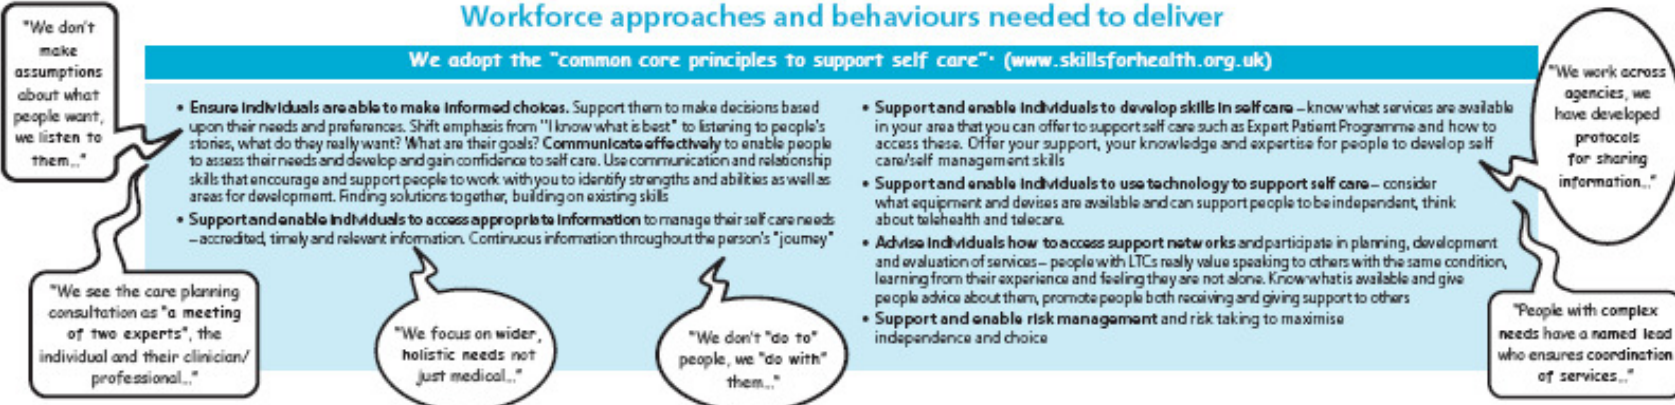 Workforce approaches and behaviours needed to deliver
We adopt the "common core principles to support self care"· (www.skillsforhealth.org.uk)
"We don't
make
assumptions
about what
people want,
we listen to
them..."
• Ensure individuals are able to make informed choices. Support them to make decisions based
upon their needs and preferences. Shift emphasis from "I know what is best" to listening to people's
stories, what do they really want? What are their goals? Communicate effectively to enable people
to assess their needs and develop and gain confidence to self care. Use communication and relationship
skills that encourage and support people to work with you to identify strengths and abilities as well as
areas for development. Finding solutions together, building on existing skills
• Support and enable individuals to access appropriate information to manage their self care needs
– accredited, timely and relevant information. Continuous information throughout the person's "journey"
• Support and enable individuals to develop skills in self care – know what services are available
in your area that you can offer to support self care such as Expert Patient Programme and how to
access these. Offer your support, your knowledge and expertise for people to develop self
care/self management skills
• Support and enable individuals to use technology to support self care – consider
what equipment and devises are available and can support people to be independent, think
about telehealth and telecare.
• Advise individuals how to access support networks and participate in planning, development
and evaluation of services – people with LTCs really value speaking to others with the same condition,
learning from their experience and feeling they are not alone. Know what is available and give
people advice about them, promote people both receiving and giving support to others
• Support and enable risk management and risk taking to maximise
independence and choice
"We work across
agencies, we
have developed
protocols
for sharing
information..."
"We see the care planning
consultation as "a meeting
of two experts", the
individual and their clinician/
professional..."
"We focus on wider,
holistic needs not
just medical..."
"We don't "do to"
people, we "do with"
them..."
"People with complex
needs have a named lead
who ensures coordination
of services..."